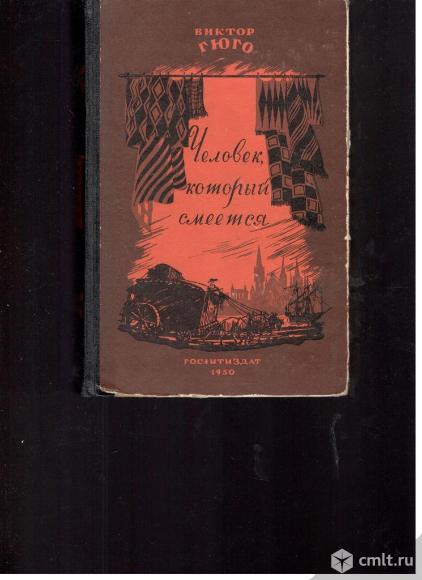 ВИКТОР
ГЮГО
Человек,
который
смеется
ГОСЛИТИЗДАТ
1950
cmlt.ru